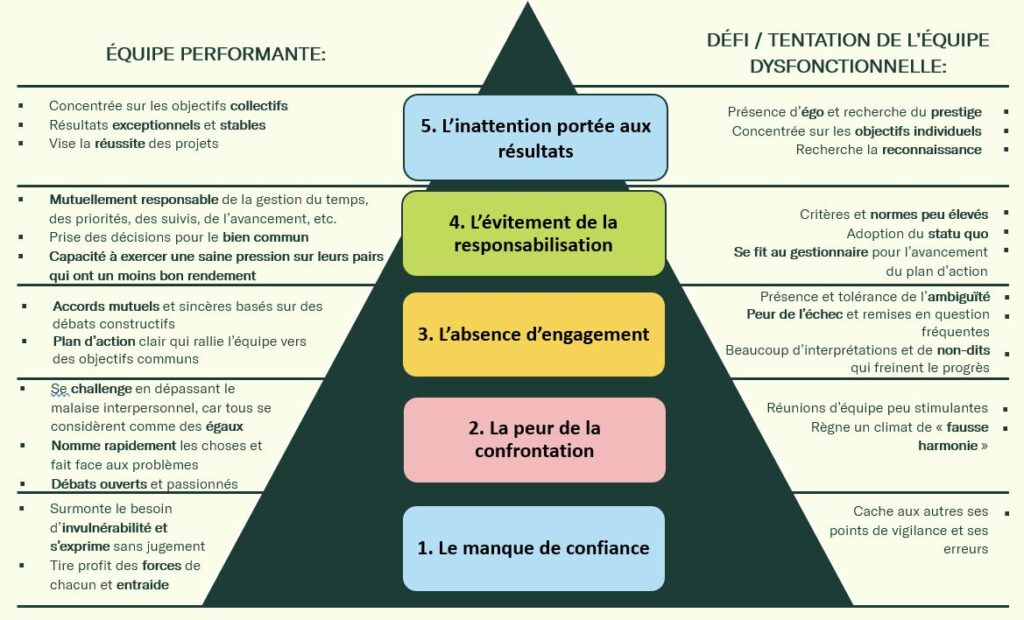 ÉQUIPE PERFORMANTE:
DÉFI / TENTATION DE L'ÉQUIPE
DYSFONCTIONNELLE:
▪ Concentrée sur les objectifs collectifs
▪ Résultats exceptionnels et stables
▪ Vise la réussite des projets
5. L'inattention portée aux
résultats
Présence d'égo et recherche du prestige ▪
Concentrée sur les objectifs individuels ▪
Recherche la reconnaissance ▪
▪ Mutuellement responsable de la gestion du temps,
des priorités, des suivis, de l'avancement, etc.
▪ Prise des décisions pour le bien commun
▪ Capacité à exercer une saine pression sur leurs pairs
qui ont un moins bon rendement
4. L'évitement de la
responsabilisation
Critères et normes peu élevés ▪
Adoption du statu quo ▪
Se fit au gestionnaire pour l'avancement ▪
du plan d'action
▪ Accords mutuels et sincères basés sur des
débats constructifs
▪ Plan d'action clair qui rallie l'équipe vers
des objectifs communs
3. L'absence d'engagement
Présence et tolérance de l'ambiguïté ▪
Peur de l'échec et remises en question ▪
fréquentes
Beaucoup d'interprétations et de non-dits ▪
qui freinent le progrès
▪ Se challenge en dépassant le
malaise interpersonnel, car tous se
considèrent comme des égaux
▪ Nomme rapidement les choses et
fait face aux problèmes
▪ Débats ouverts et passionnés
2. La peur de la
confrontation
Réunions d'équipe peu stimulantes ▪
Règne un climat de « fausse ▪
harmonie »
▪ Surmonte le besoin
d'invulnérabilité et
s'exprime sans jugement
▪ Tire profit des forces de
chacun et entraide
1. Le manque de confiance
Cache aux autres ses ▪
points de vigilance et ses
erreurs